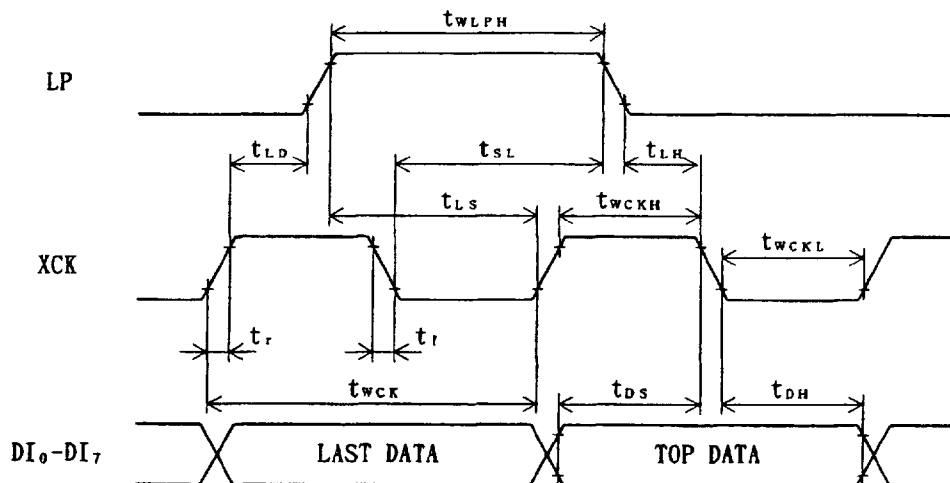 tWLPH
LP
tLD
tSL
tLH
tLS
tWCKH
XCK
tWCKL
tr
tf
tWCK
tDS
tDH
DI0-DI7
LAST DATA
TOP DATA